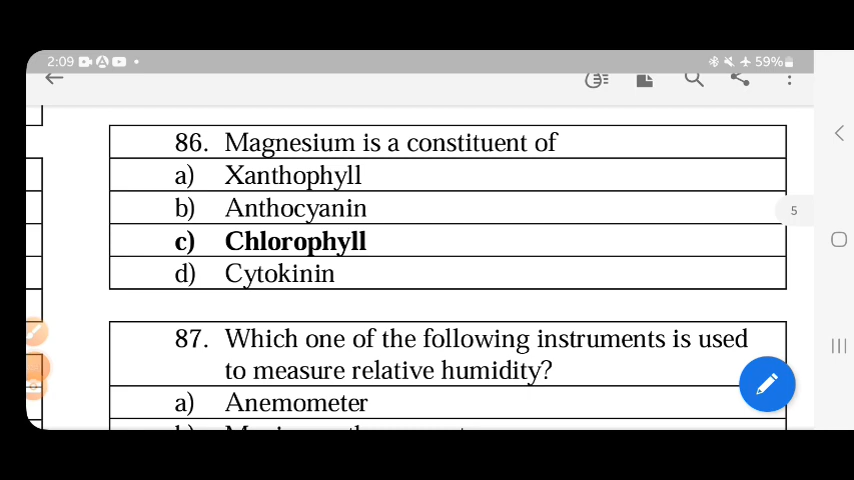 2:09
59%
86. Magnesium is a constituent of
a) Xanthophyll
b) Anthocyanin
c) Chlorophyll
d) Cytokinin
5
87. Which one of the following instruments is used
to measure relative humidity?
a) Anemometer